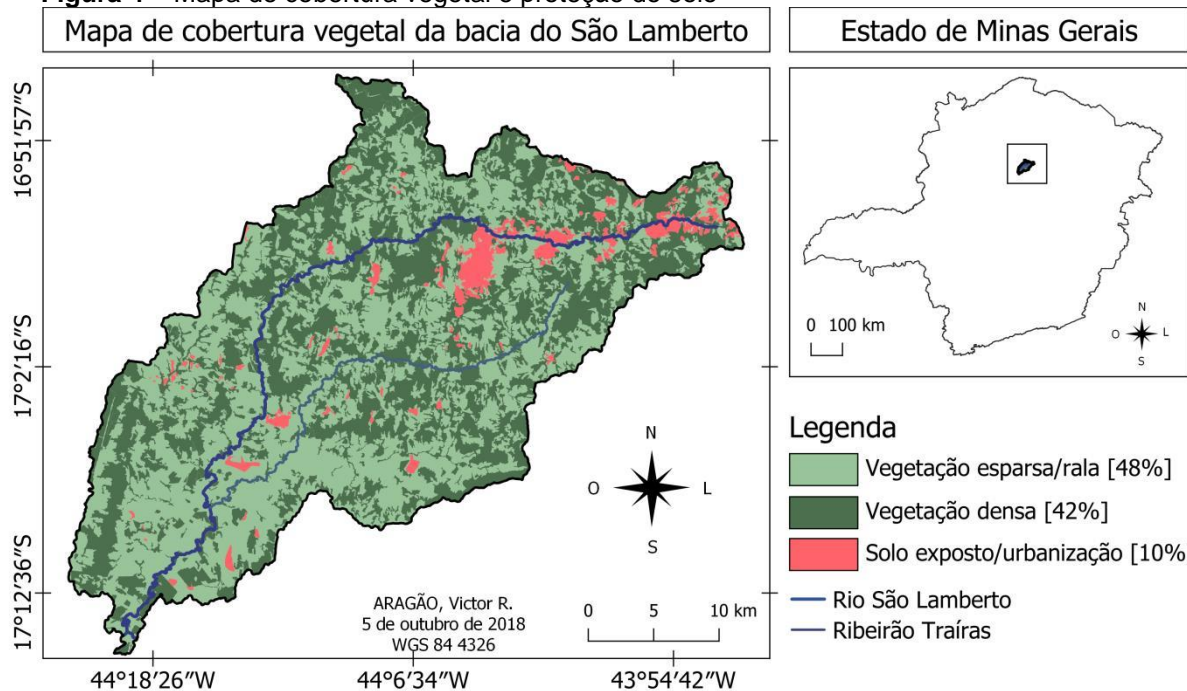 Mapa de cobertura vegetal da bacia do São Lamberto
Estado de Minas Gerais
16°51'57"S
17°2'16"S
17°12'36"S
44°18'26"W
44°6'34"W
43°54'42"W
N
O
L
S
ARAGÃO, Victor R.
5 de outubro de 2018
WGS 84 4326
0 5 10 km
0 100 km
N
O
L
S
Legenda
Vegetação esparsa/rala [48%]
Vegetação densa [42%]
Solo exposto/urbanização [10%
Rio São Lamberto
Ribeirão Traíras